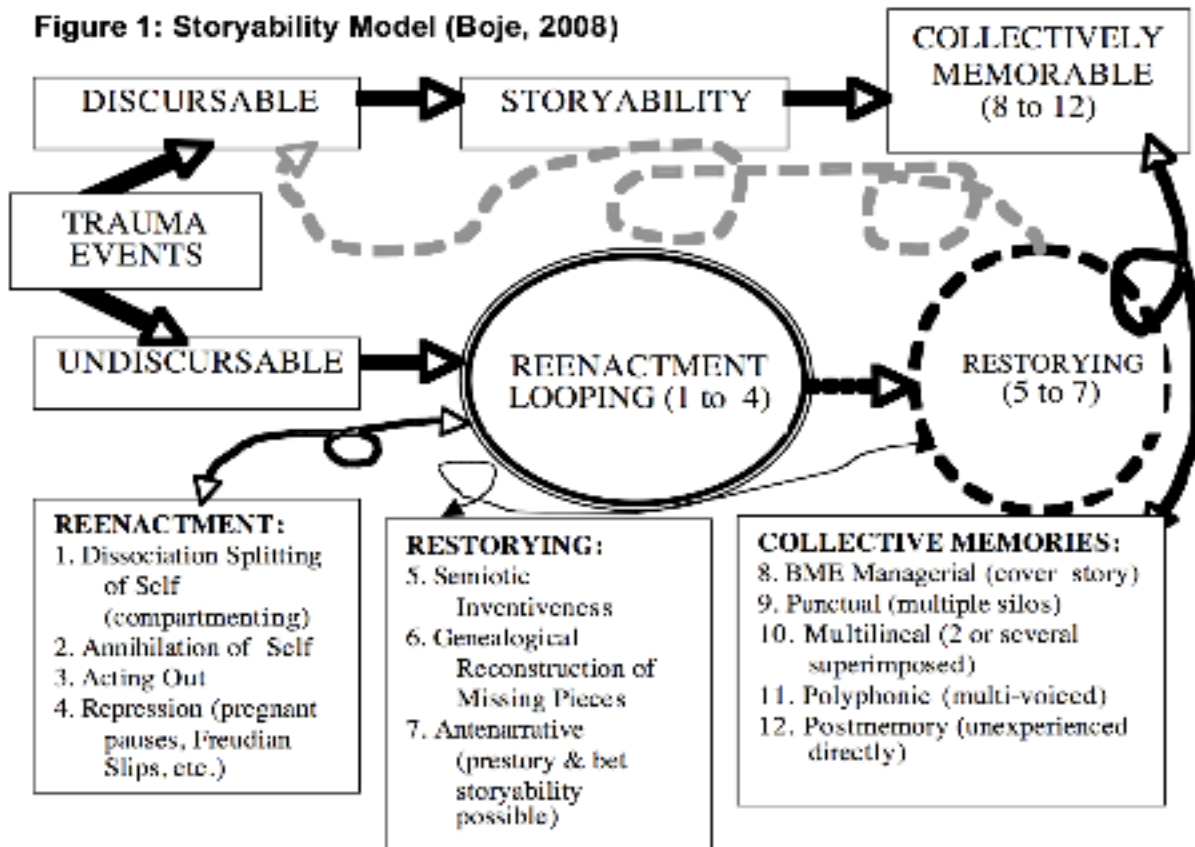 Figure 1: Storyability Model (Boje, 2008)
DISCURSABLE
STORYABILITY
COLLECTIVELY
MEMORABLE
(8 to 12)
TRAUMA
EVENTS
UNDISCURSABLE
REENACTMENT
LOOPING (1 to 4)
RESTORYING
(5 to 7)
REENACTMENT:
1. Dissociation Splitting
of Self
(compartmenting)
2. Annihilation of Self
3. Acting Out
4. Repression (pregnant
pauses, Freudian
Slips, etc.)
RESTORYING:
5. Semiotic
Inventiveness
6. Genealogical
Reconstruction of
Missing Pieces
7. Antenarrative
(prestory & bet
storyability
possible)
COLLECTIVE MEMORIES:
8. BME Managerial (cover story)
9. Punctual (multiple silos)
10. Multilineal (2 or several
superimposed)
11. Polyphonic (multi-voiced)
12. Postmemory (unexperienced
directly)